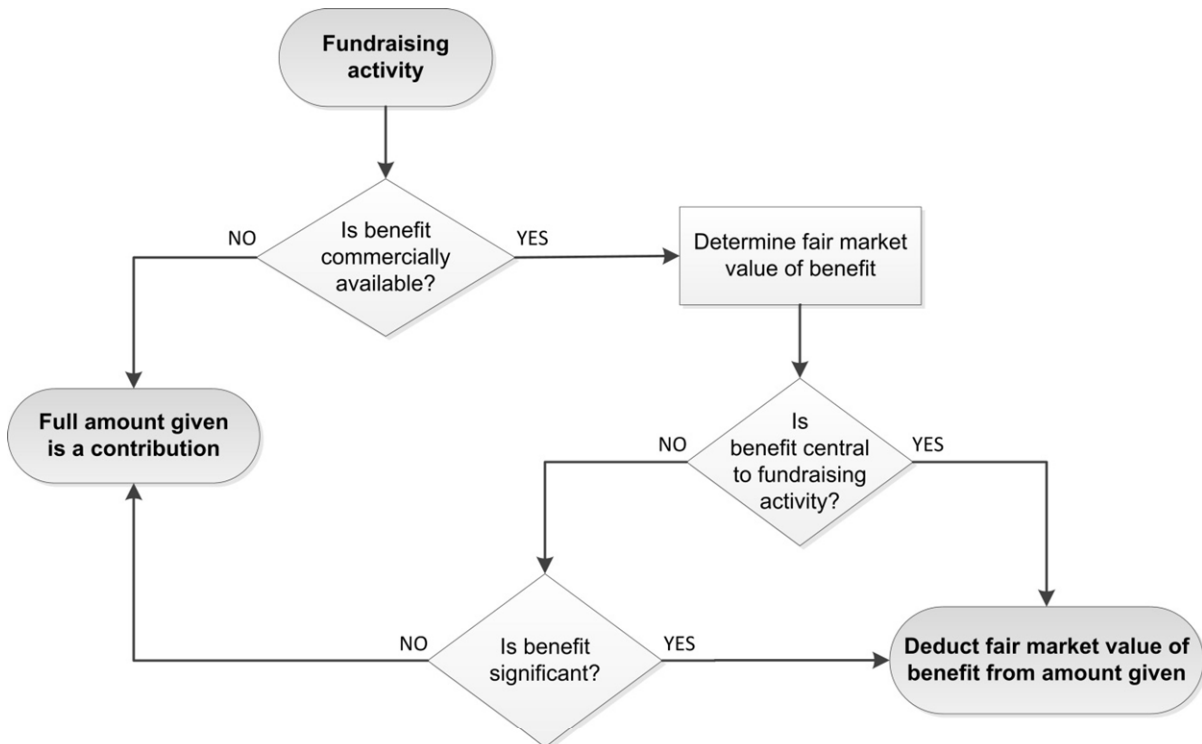 Fundraising
activity
NO
Is benefit
commercially
available?
YES
Determine fair market
value of benefit
Full amount given
is a contribution
NO
Is
benefit central
to fundraising
activity?
YES
NO
Is benefit
significant?
YES
Deduct fair market value of
benefit from amount given